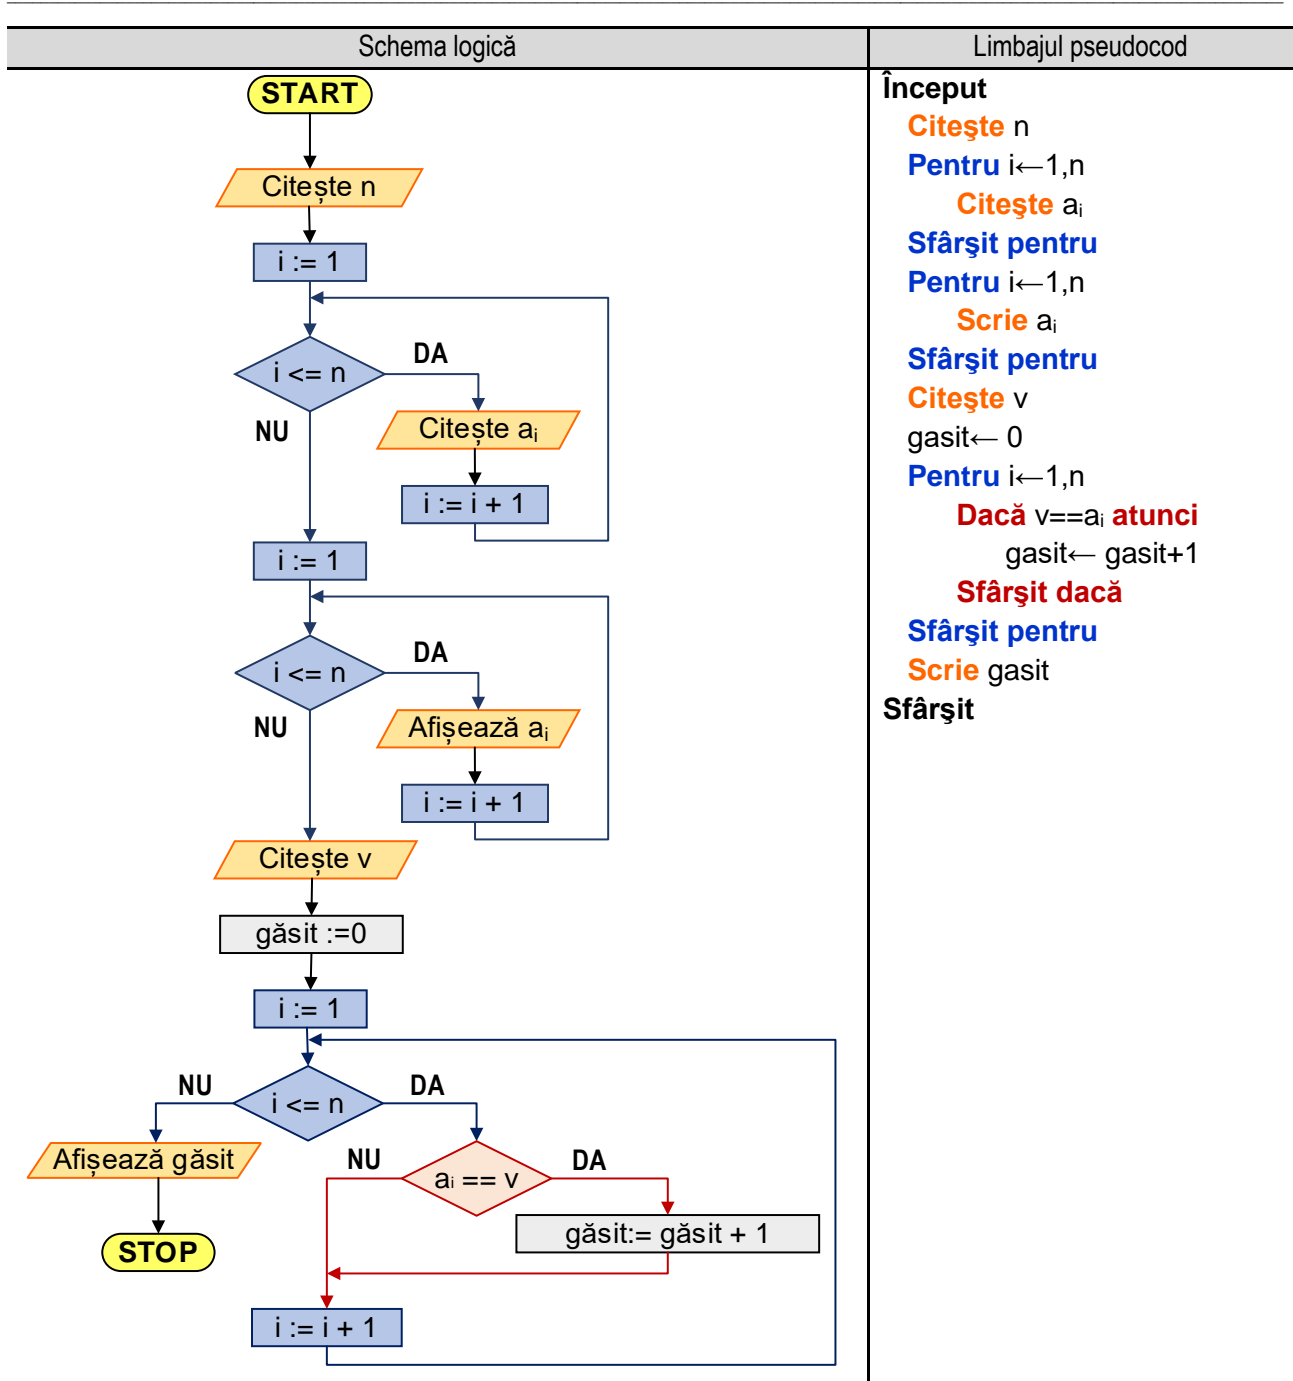 Schema logică
Limbajul pseudocod
START
Citește n
i := 1
i <= n
DA
NU
Citește ai
i := i + 1
i := 1
i <= n
DA
NU
Afișează ai
i := i + 1
Citește v
găsit :=0
i := 1
NU
i <= n
DA
Afișează găsit
NU
ai == v
DA
găsit:= găsit + 1
STOP
i := i + 1
Început
Citeşte n
Pentru i←1,n
Citeşte ai
Sfârşit pentru
Pentru i←1,n
Scrie ai
Sfârşit pentru
Citeşte v
gasit← 0
Pentru i←1,n
Dacă v==ai atunci
gasit← gasit+1
Sfârşit dacă
Sfârşit pentru
Scrie gasit
Sfârşit